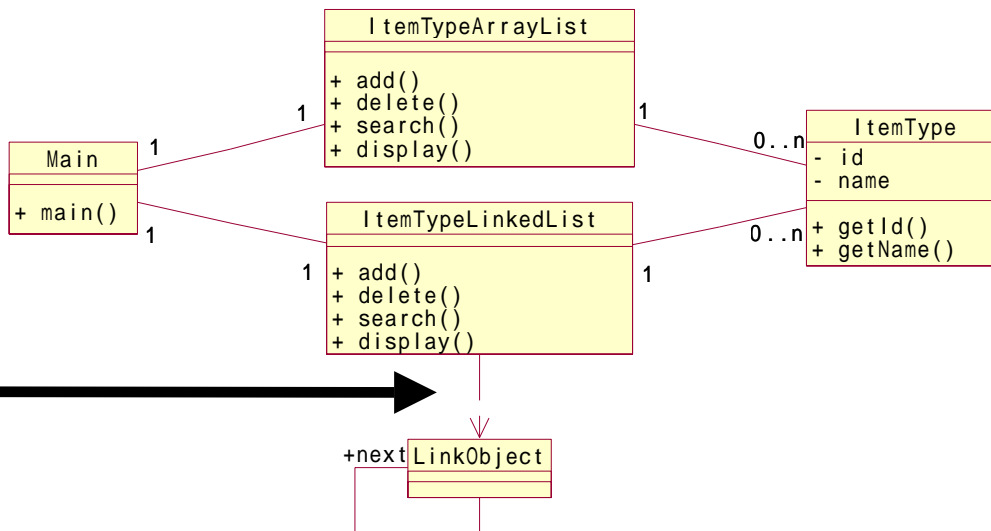 ItemTypeArrayList
+ add()
+ delete()
+ search()
+ display()
1
1
1
0..n
Main
+ main()
1
ItemType
- id
- name
+ getId()
+ getName()
ItemTypeLinkedList
+ add()
+ delete()
+ search()
+ display()
1
1
0..n
+next
LinkObject